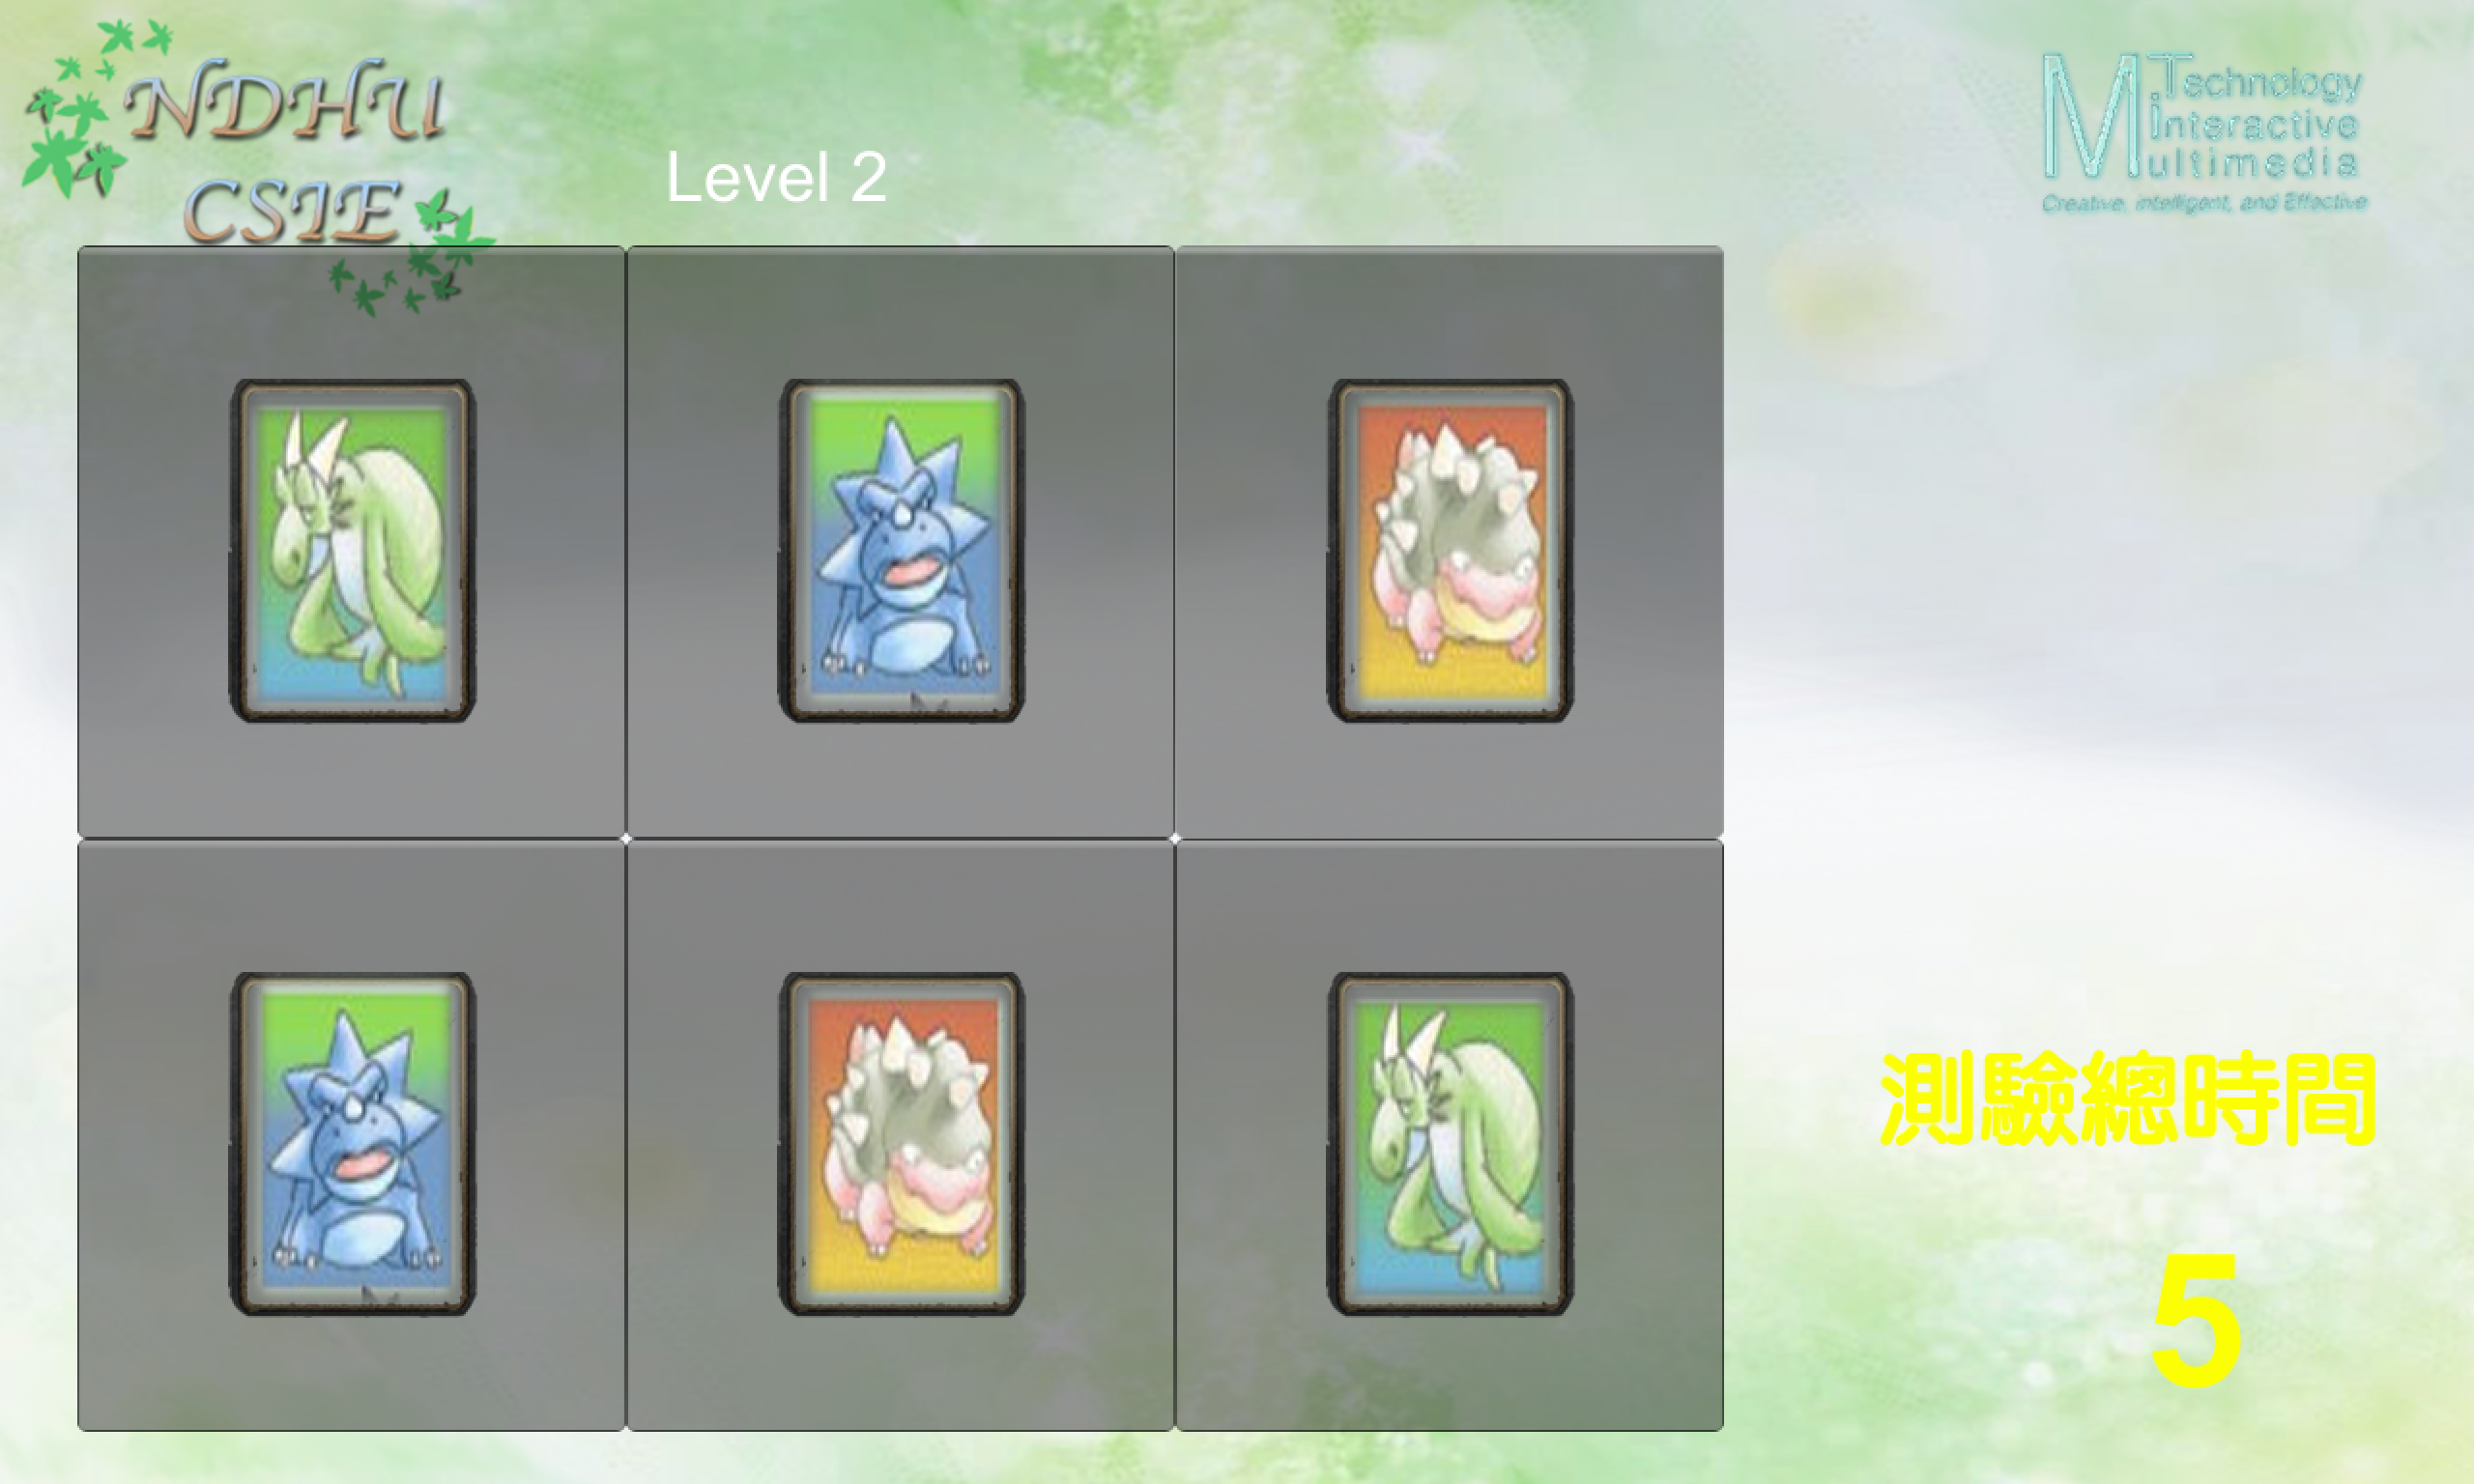 NDHU
CSIE
Level 2
Technology
interactive
Multimedia
Creative, intelligent, and Effective
測驗總時間
5